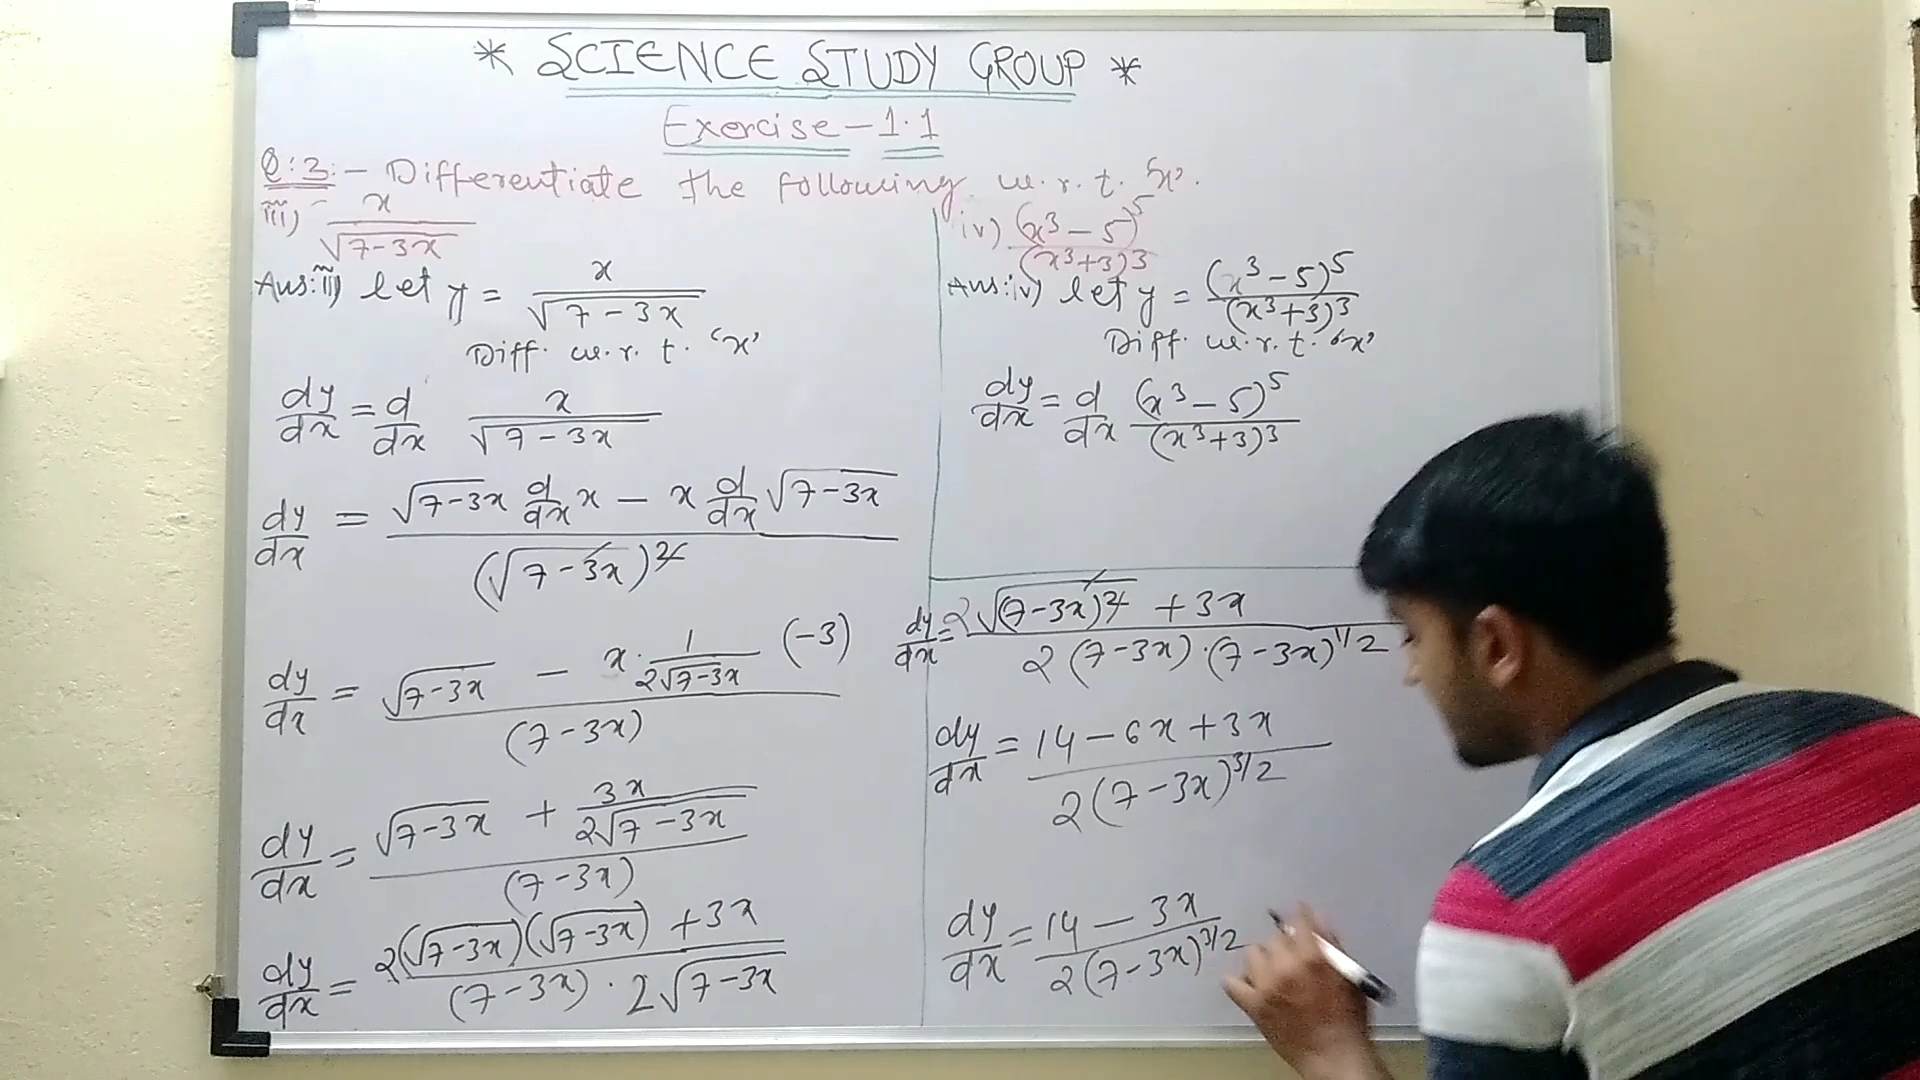 * SCIENCE STUDY GROUP *
Exercise-1.1
Q:3:- Differentiate the following w.r.t. 'x'.
iii) x/√(7-3x)
Ans:iii) let y = x/√(7-3x)
Diff. w.r.t. 'x'
dy/dx = d/dx x/√(7-3x)
dy/dx = (√(7-3x) d/dx x - x d/dx √(7-3x))/(√(7-3x))²
dy/dx = (√(7-3x) - x · 1/(2√(7-3x)) (-3))/(7-3x)
dy/dx = (√(7-3x) + 3x/(2√(7-3x)))/(7-3x)
dy/dx = (2(√(7-3x))(√(7-3x)) + 3x)/((7-3x) · 2√(7-3x))
iv) (x³-5)⁵/(x³+3)³
Ans:iv) let y = (x³-5)⁵/(x³+3)³
Diff. w.r.t. 'x'
dy/dx = d/dx (x³-5)⁵/(x³+3)³
dy/dx = (2√(7-3x)² + 3x)/(2(7-3x)·(7-3x)^1/2)
dy/dx = (14-6x+3x)/(2(7-3x)^3/2)
dy/dx = (14-3x)/(2(7-3x)^3/2)